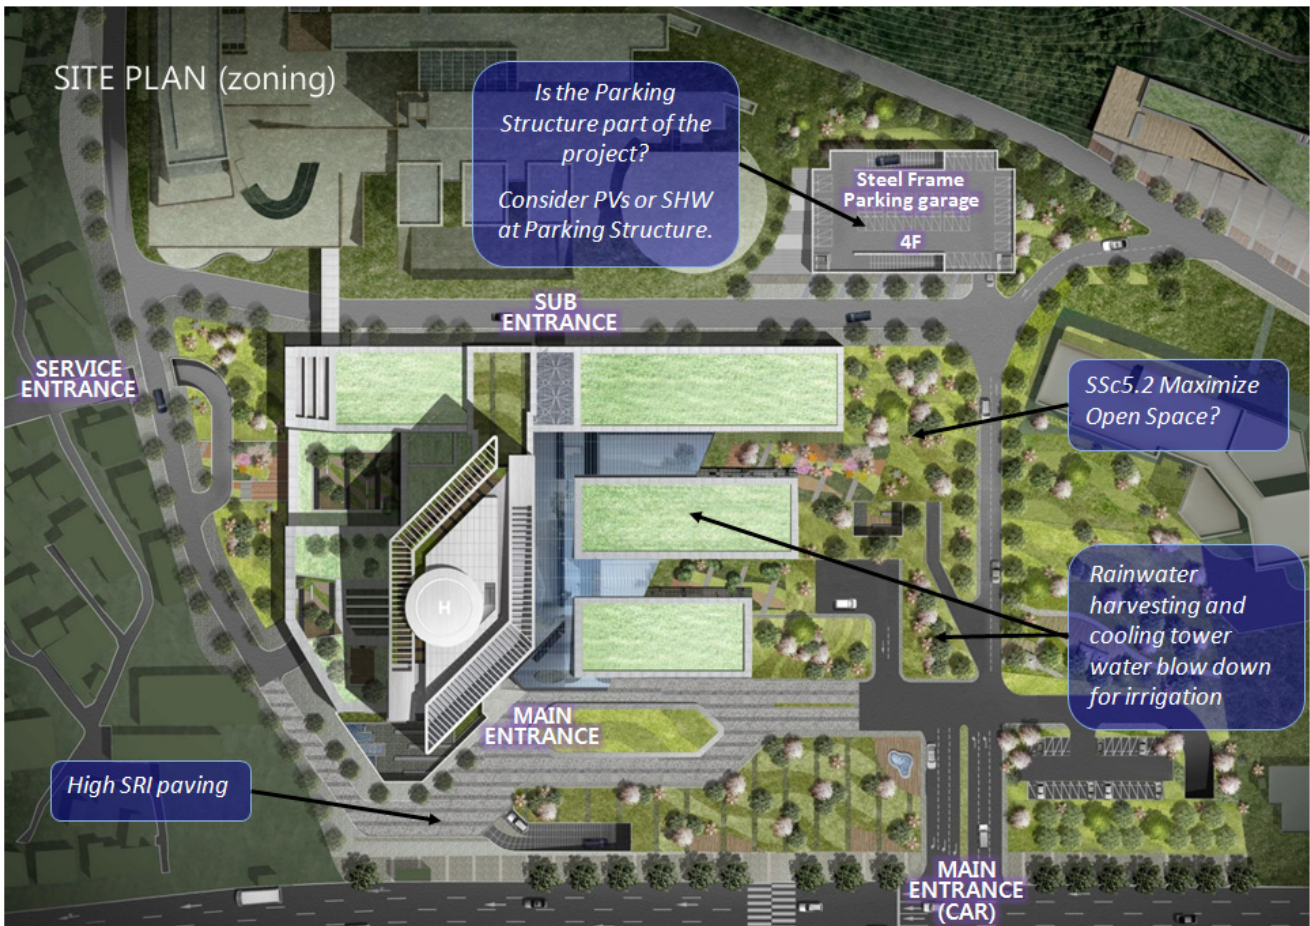 SITE PLAN (zoning)
Is the Parking
Structure part of the
project?
Consider PVs or SHW
at Parking Structure.
Steel Frame
Parking garage
4F
SUB
ENTRANCE
SERVICE
ENTRANCE
SSc5.2 Maximize
Open Space?
Rainwater
harvesting and
cooling tower
water blow down
for irrigation
H
MAIN
ENTRANCE
High SRI paving
MAIN
ENTRANCE
(CAR)